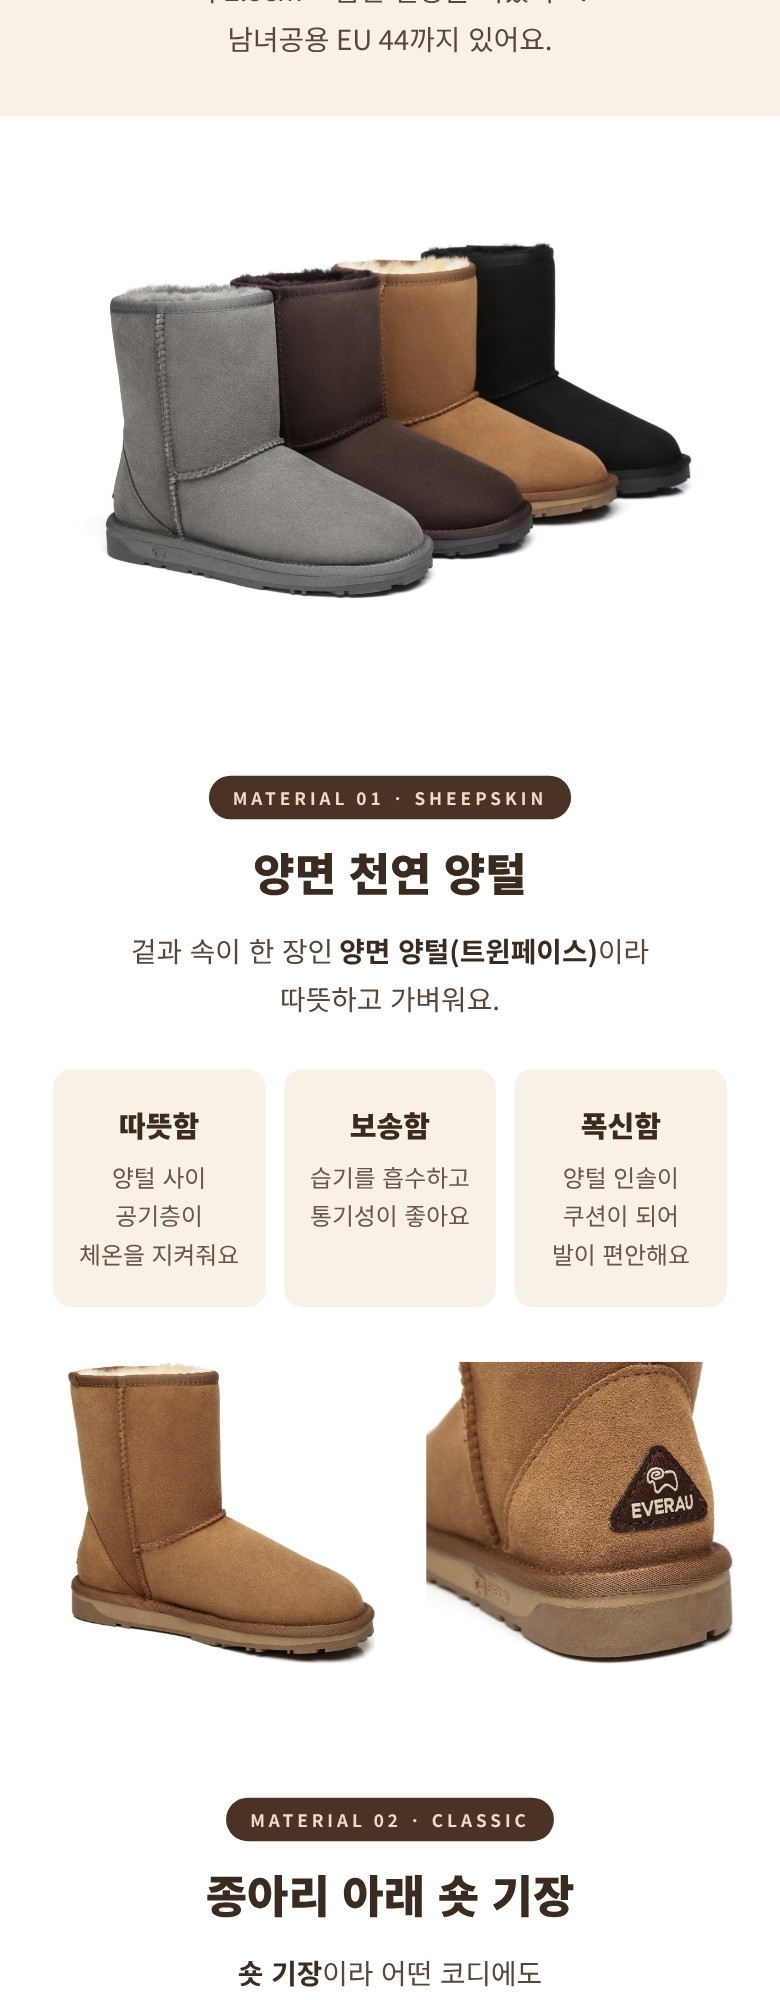 남녀공용 EU 44까지 있어요.
MATERIAL 01 · SHEEPSKIN
양면 천연 양털
겉과 속이 한 장인 양면 양털(트윈페이스)이라
따뜻하고 가벼워요.
따뜻함
양털 사이
공기층이
체온을 지켜줘요
보송함
습기를 흡수하고
통기성이 좋아요
폭신함
양털 인솔이
쿠션이 되어
발이 편안해요
EVERAU
MATERIAL 02 · CLASSIC
종아리 아래 숏 기장
숏 기장이라 어떤 코디에도